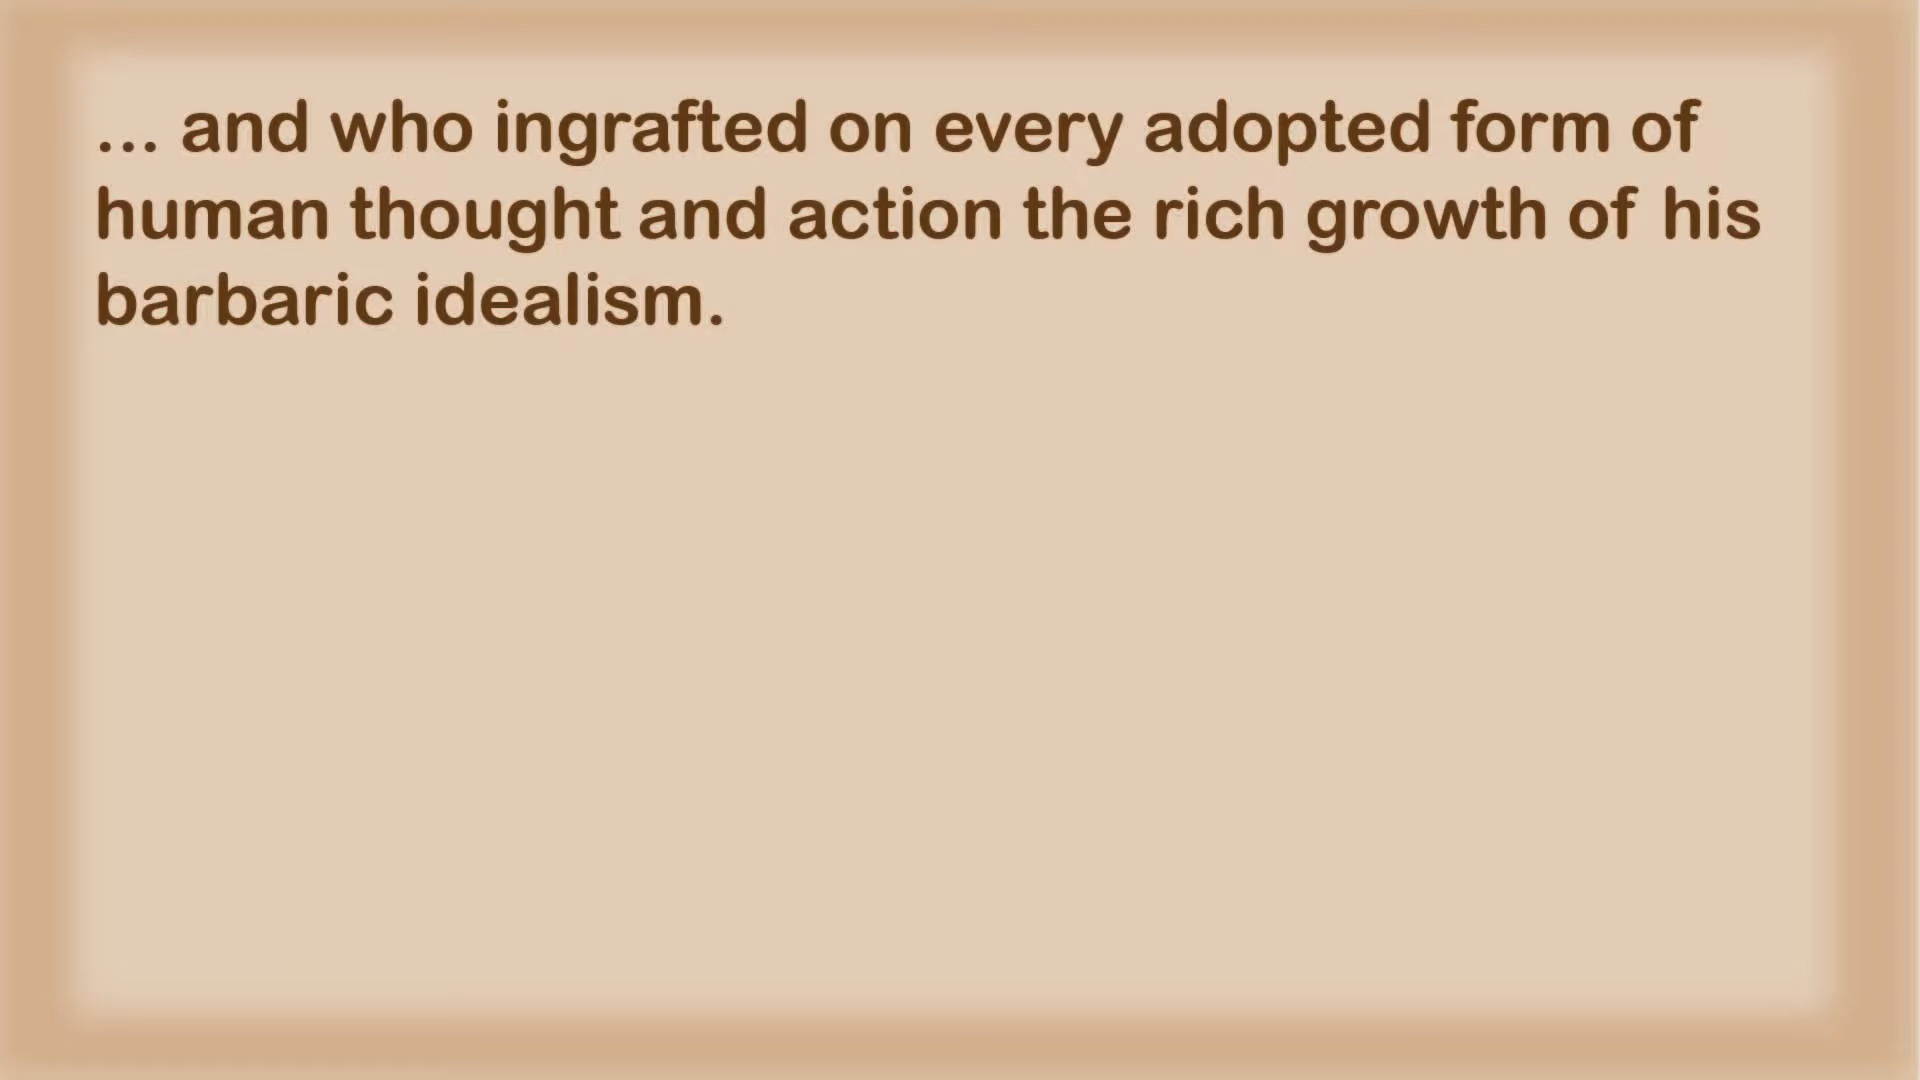 ... and who ingrafted on every adopted form of
human thought and action the rich growth of his
barbaric idealism.